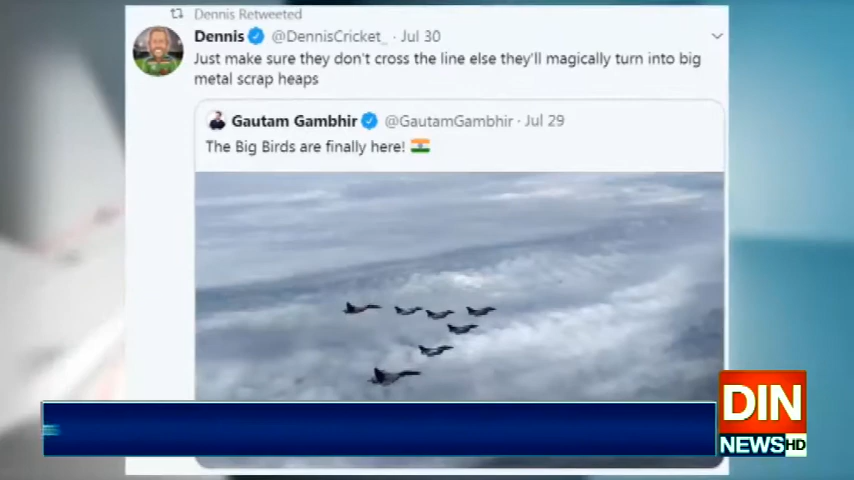 Dennis Retweeted
Dennis @DennisCricket_ · Jul 30
Just make sure they don't cross the line else they'll magically turn into big
metal scrap heaps
Gautam Gambhir @GautamGambhir · Jul 29
The Big Birds are finally here!
DIN
NEWS HD